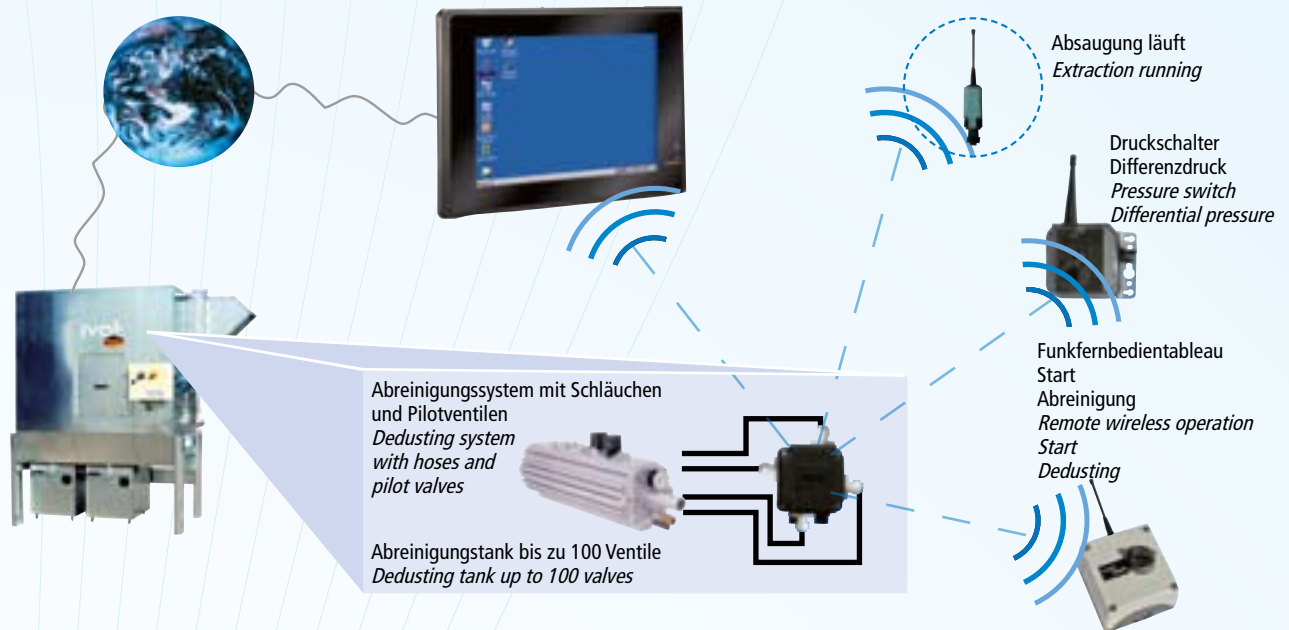 Absaugung läuft
Extraction running
Druckschalter
Differenzdruck
Pressure switch
Differential pressure
Funkfernbedientableau
Start
Abreinigung
Remote wireless operation
Start
Dedusting
Abreinigungssystem mit Schläuchen
und Pilotventilen
Dedusting system
with hoses and
pilot valves
Abreinigungstank bis zu 100 Ventile
Dedusting tank up to 100 valves